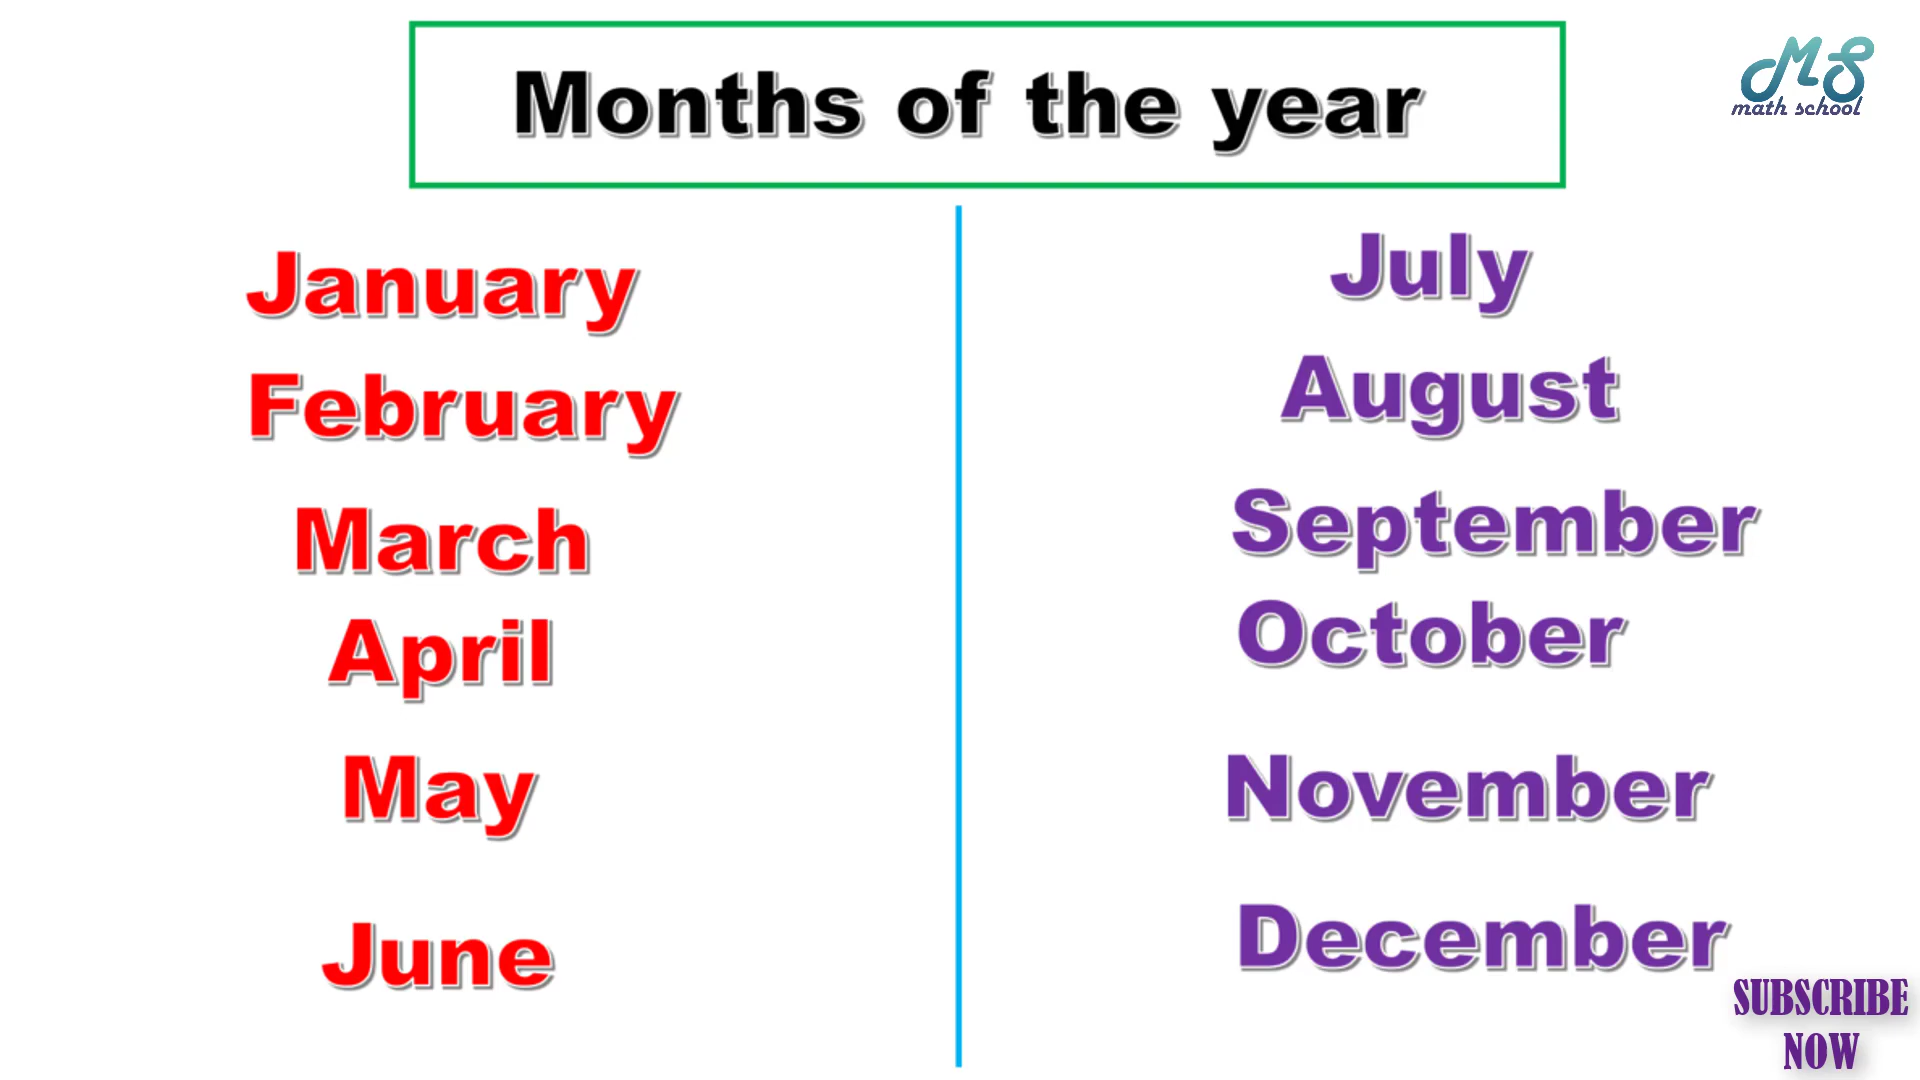 Months of the year
MS
math school
January
February
March
April
May
June
July
August
September
October
November
December
SUBSCRIBE
NOW